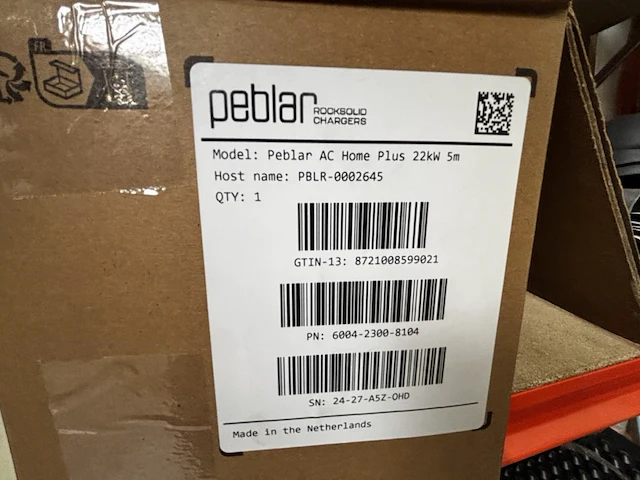 FR
peblar ROCKSOLID
CHARGERS
Model: Peblar AC Home Plus 22kW 5m
Host name: PBLR-0002645
QTY: 1
GTIN-13: 8721008599021
PN: 6004-2300-8104
SN: 24-27-A5Z-OHD
Made in the Netherlands